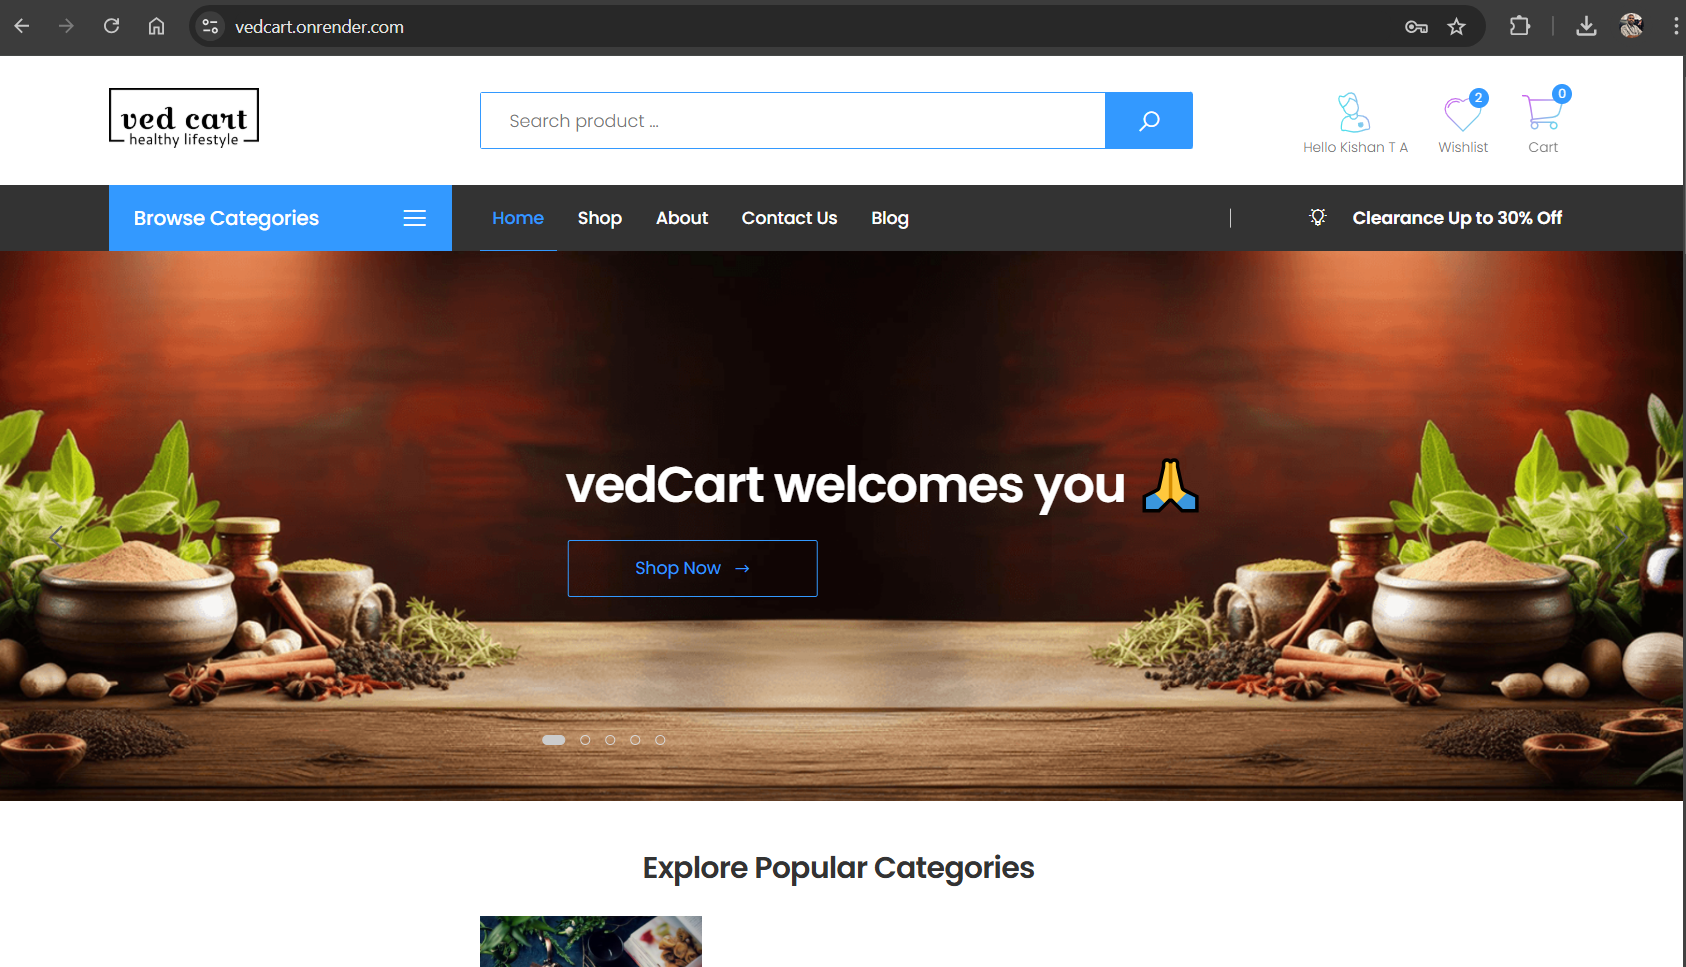 vedcart.onrender.com
ved cart
healthy lifestyle
Search product ...
2
0
Hello Kishan T A
Wishlist
Cart
Browse Categories
Home
Shop
About
Contact Us
Blog
Clearance Up to 30% Off
vedCart welcomes you 🙏
Shop Now →
Explore Popular Categories